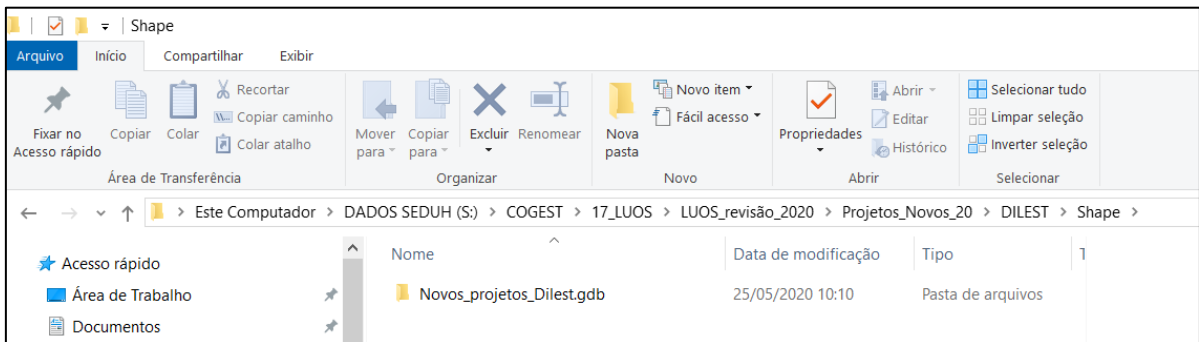 Shape
Arquivo Início Compartilhar Exibir
Fixar no Acesso rápido
Copiar
Colar
Recortar
Copiar caminho
Colar atalho
Área de Transferência
Mover para
Copiar para
Excluir
Renomear
Organizar
Nova pasta
Novo item
Fácil acesso
Novo
Propriedades
Abrir
Editar
Histórico
Abrir
Selecionar tudo
Limpar seleção
Inverter seleção
Selecionar
Este Computador > DADOS SEDUH (S:) > COGEST > 17_LUOS > LUOS_revisão_2020 > Projetos_Novos_20 > DILEST > Shape >
Acesso rápido
Área de Trabalho
Documentos
Nome Data de modificação Tipo
Novos_projetos_Dilest.gdb 25/05/2020 10:10 Pasta de arquivos